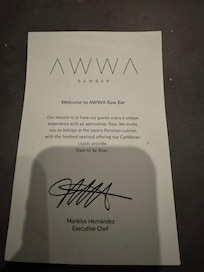 AWWA
RAWBAR
Welcome to AWWA Raw Bar
Our mission is to have our guests enjoy a unique
experience with an aphrodisiac flare. We invite
you to indulge in the savory Peruvian cuisine,
with the freshest seafood offering our Caribbean
coasts provide.
Dare to be Raw.
Marielys Hernández
Executive Chef